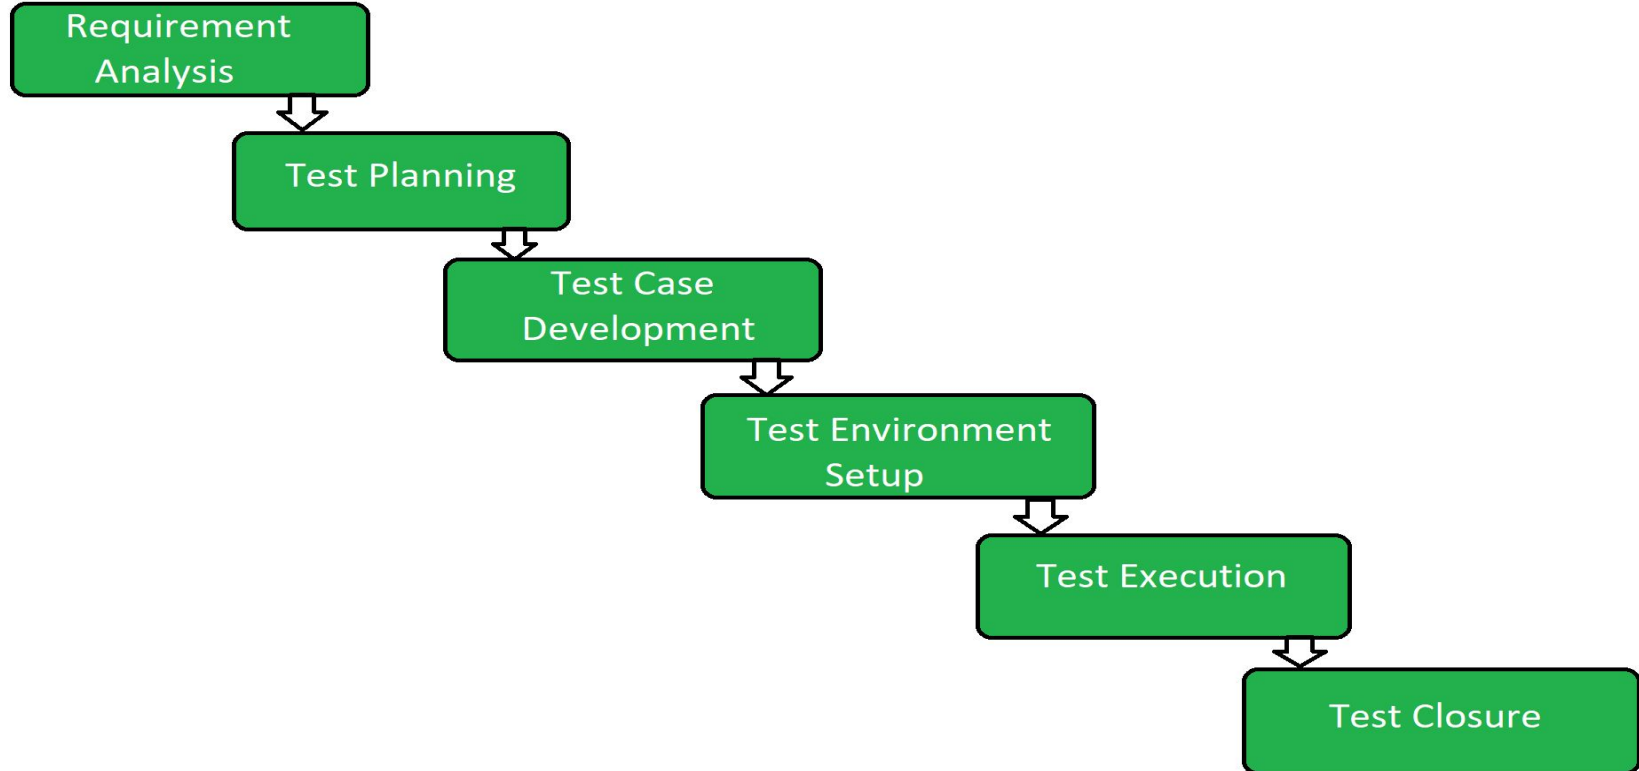 Requirement
Analysis
Test Planning
Test Case
Development
Test Environment
Setup
Test Execution
Test Closure